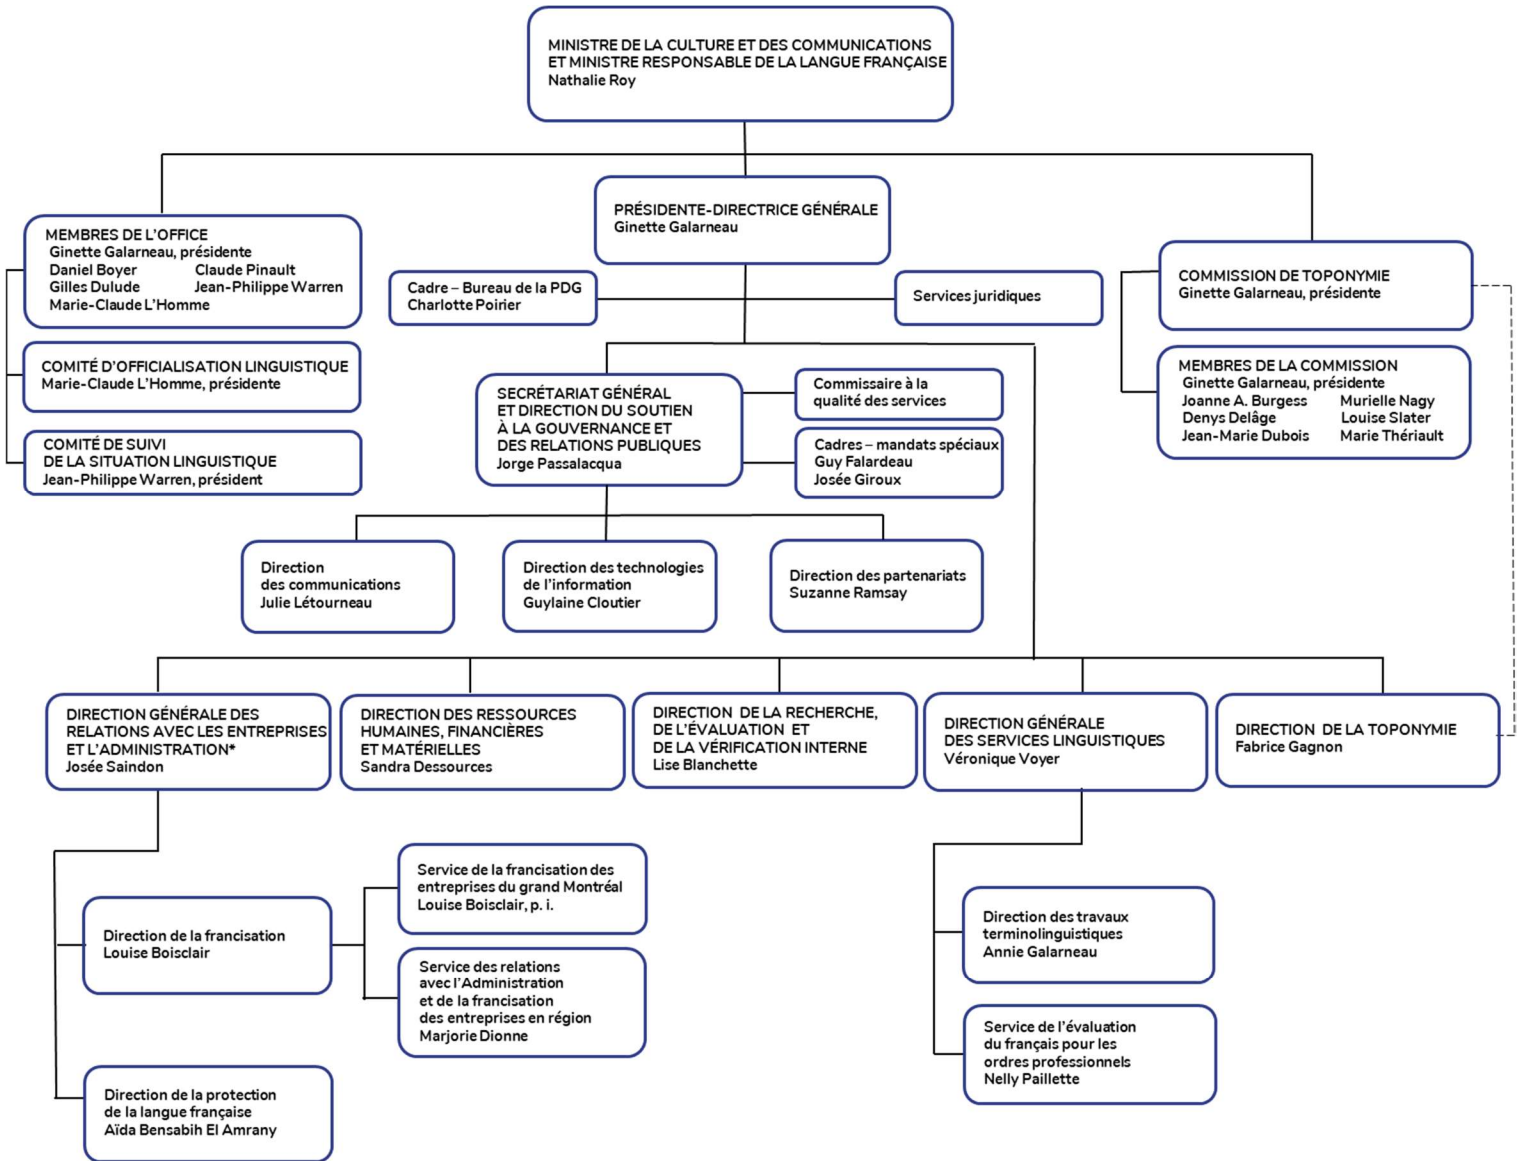 MINISTRE DE LA CULTURE ET DES COMMUNICATIONS
ET MINISTRE RESPONSABLE DE LA LANGUE FRANÇAISE
Nathalie Roy
PRÉSIDENTE-DIRECTRICE GÉNÉRALE
Ginette Galarneau
MEMBRES DE L'OFFICE
Ginette Galarneau, présidente
Daniel Boyer Claude Pinault
Gilles Dulude Jean-Philippe Warren
Marie-Claude L'Homme
COMITÉ D'OFFICIALISATION LINGUISTIQUE
Marie-Claude L'Homme, présidente
COMITÉ DE SUIVI
DE LA SITUATION LINGUISTIQUE
Jean-Philippe Warren, président
Cadre – Bureau de la PDG
Charlotte Poirier
Services juridiques
COMMISSION DE TOPONYMIE
Ginette Galarneau, présidente
MEMBRES DE LA COMMISSION
Ginette Galarneau, présidente
Joanne A. Burgess Murielle Nagy
Denys Delâge Louise Slater
Jean-Marie Dubois Marie Thériault
SECRÉTARIAT GÉNÉRAL
ET DIRECTION DU SOUTIEN
À LA GOUVERNANCE ET
DES RELATIONS PUBLIQUES
Jorge Passalacqua
Commissaire à la
qualité des services
Cadres – mandats spéciaux
Guy Falardeau
Josée Giroux
Direction
des communications
Julie Létourneau
Direction des technologies
de l'information
Guylaine Cloutier
Direction des partenariats
Suzanne Ramsay
DIRECTION GÉNÉRALE DES
RELATIONS AVEC LES ENTREPRISES
ET L'ADMINISTRATION*
Josée Saindon
DIRECTION DES RESSOURCES
HUMAINES, FINANCIÈRES
ET MATÉRIELLES
Sandra Dessources
DIRECTION DE LA RECHERCHE,
DE L'ÉVALUATION ET
DE LA VÉRIFICATION INTERNE
Lise Blanchette
DIRECTION GÉNÉRALE
DES SERVICES LINGUISTIQUES
Véronique Voyer
DIRECTION DE LA TOPONYMIE
Fabrice Gagnon
Direction de la francisation
Louise Boisclair
Service de la francisation des
entreprises du grand Montréal
Louise Boisclair, p. i.
Service des relations
avec l'Administration
et de la francisation
des entreprises en région
Marjorie Dionne
Direction de la protection
de la langue française
Aïda Bensabih El Amrany
Direction des travaux
terminolinguistiques
Annie Galarneau
Service de l'évaluation
du français pour les
ordres professionnels
Nelly Paillette